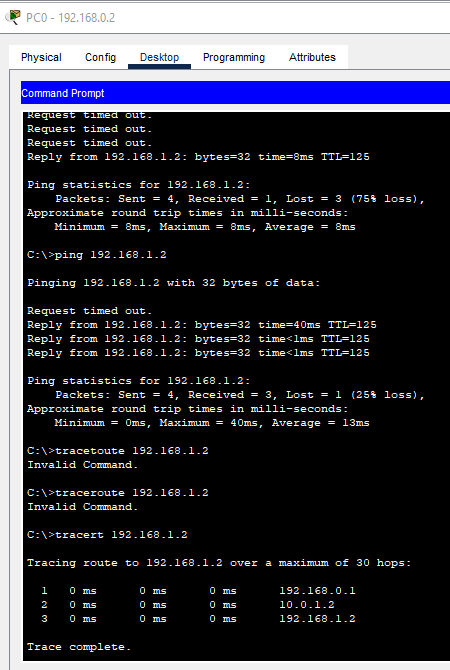 PC0 - 192.168.0.2
Physical Config Desktop Programming Attributes
Command Prompt
Request timed out.
Request timed out.
Request timed out.
Reply from 192.168.1.2: bytes=32 time=8ms TTL=125
Ping statistics for 192.168.1.2:
Packets: Sent = 4, Received = 1, Lost = 3 (75% loss),
Approximate round trip times in milli-seconds:
Minimum = 8ms, Maximum = 8ms, Average = 8ms
C:\>ping 192.168.1.2
Pinging 192.168.1.2 with 32 bytes of data:
Request timed out.
Reply from 192.168.1.2: bytes=32 time=40ms TTL=125
Reply from 192.168.1.2: bytes=32 time<1ms TTL=125
Reply from 192.168.1.2: bytes=32 time<1ms TTL=125
Ping statistics for 192.168.1.2:
Packets: Sent = 4, Received = 3, Lost = 1 (25% loss),
Approximate round trip times in milli-seconds:
Minimum = 0ms, Maximum = 40ms, Average = 13ms
C:\>tracetoute 192.168.1.2
Invalid Command.
C:\>traceroute 192.168.1.2
Invalid Command.
C:\>tracert 192.168.1.2
Tracing route to 192.168.1.2 over a maximum of 30 hops:
1 0 ms 0 ms 0 ms 192.168.0.1
2 0 ms 0 ms 0 ms 10.0.1.2
3 0 ms 0 ms 0 ms 192.168.1.2
Trace complete.